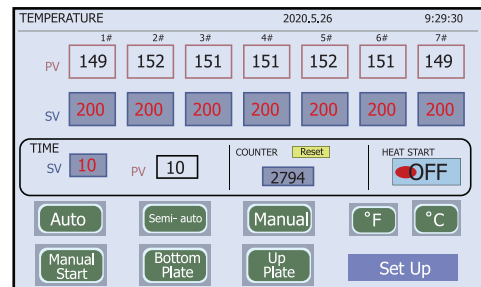 TEMPERATURE 2020.5.26 9:29:30
1# 2# 3# 4# 5# 6# 7#
PV 149 152 151 151 152 151 149
SV 200 200 200 200 200 200 200
TIME COUNTER Reset HEAT START
SV 10 PV 10 2794 OFF
Auto Semi- auto Manual °F °C
Manual Start Bottom Plate Up Plate Set Up